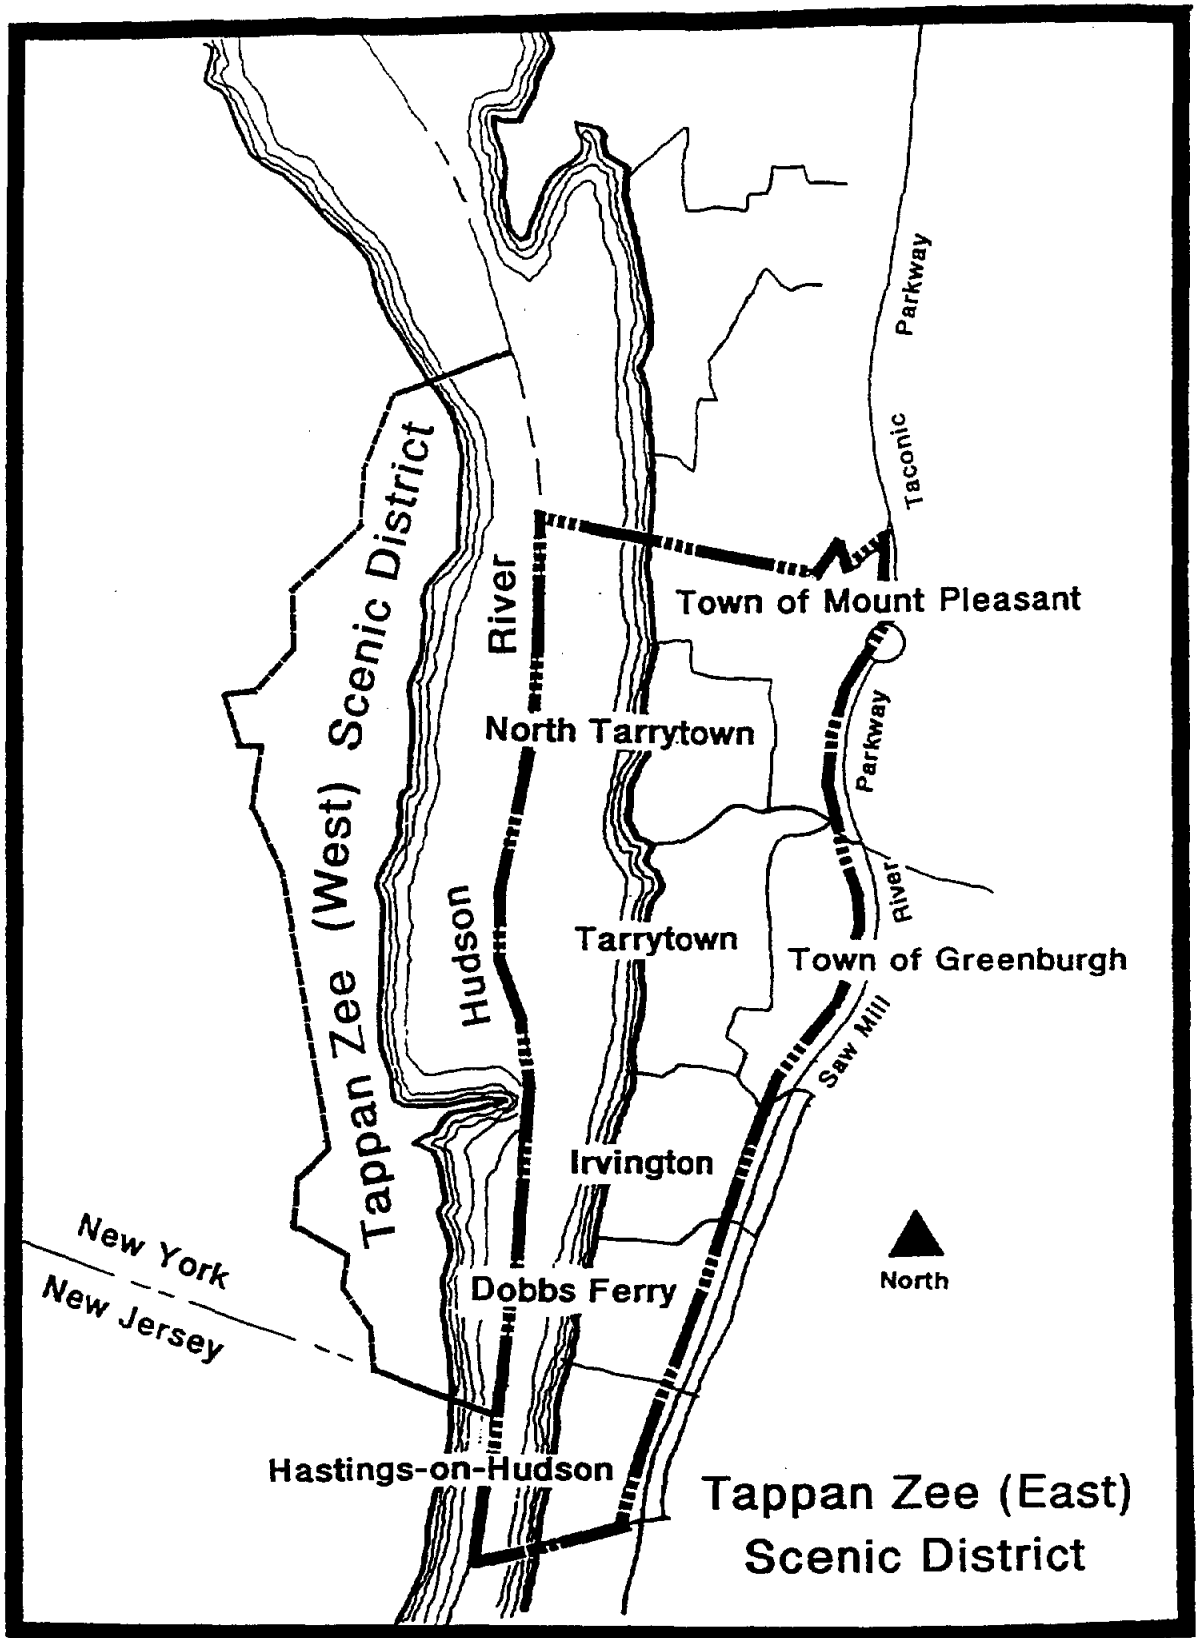 Parkway
Taconic
Tappan Zee (West) Scenic District
River
Town of Mount Pleasant
North Tarrytown
Parkway
Hudson
River
Tarrytown
Town of Greenburgh
Saw Mill
Irvington
New York
New Jersey
North
Dobbs Ferry
Hastings-on-Hudson
Tappan Zee (East)
Scenic District